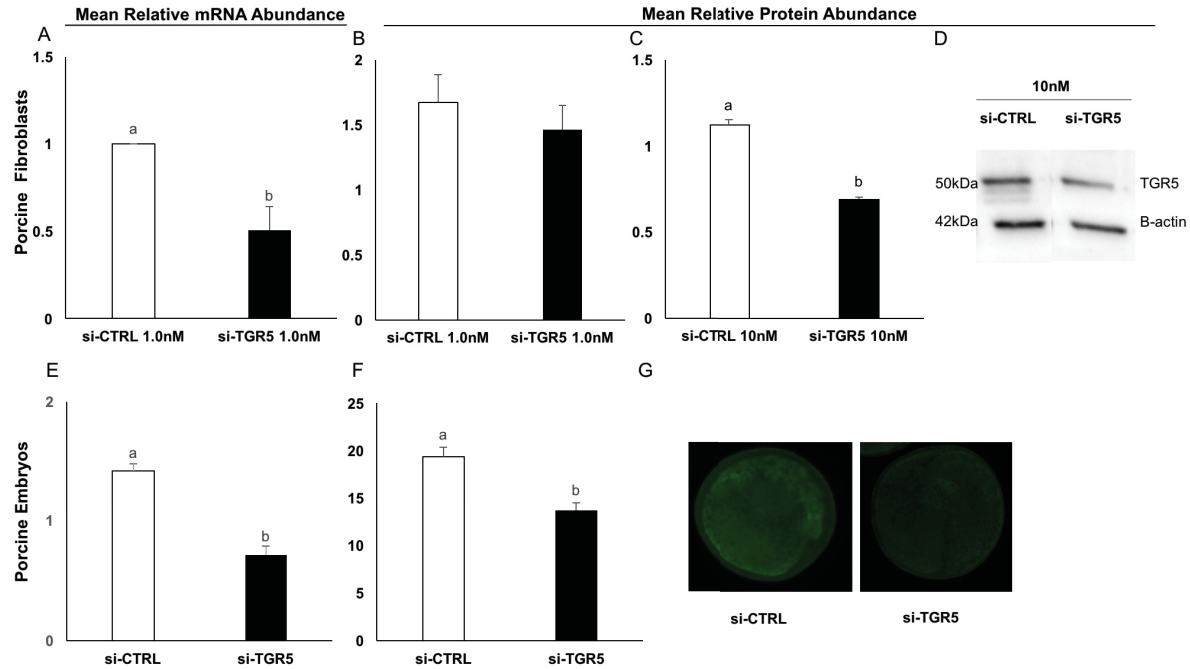 Mean Relative mRNA Abundance
Mean Relative Protein Abundance
A
B
C
D
Porcine Fibroblasts
1.5
1
0.5
0
a
b
si-CTRL 1.0nM
si-TGR5 1.0nM
2
1.5
1
0.5
0
si-CTRL 1.0nM
si-TGR5 1.0nM
1.5
1
0.5
0
a
b
si-CTRL 10nM
si-TGR5 10nM
10nM
si-CTRL
si-TGR5
50kDa
TGR5
42kDa
B-actin
E
F
G
Porcine Embryos
2
1
0
a
b
si-CTRL
si-TGR5
25
20
15
10
5
0
a
b
si-CTRL
si-TGR5
si-CTRL
si-TGR5